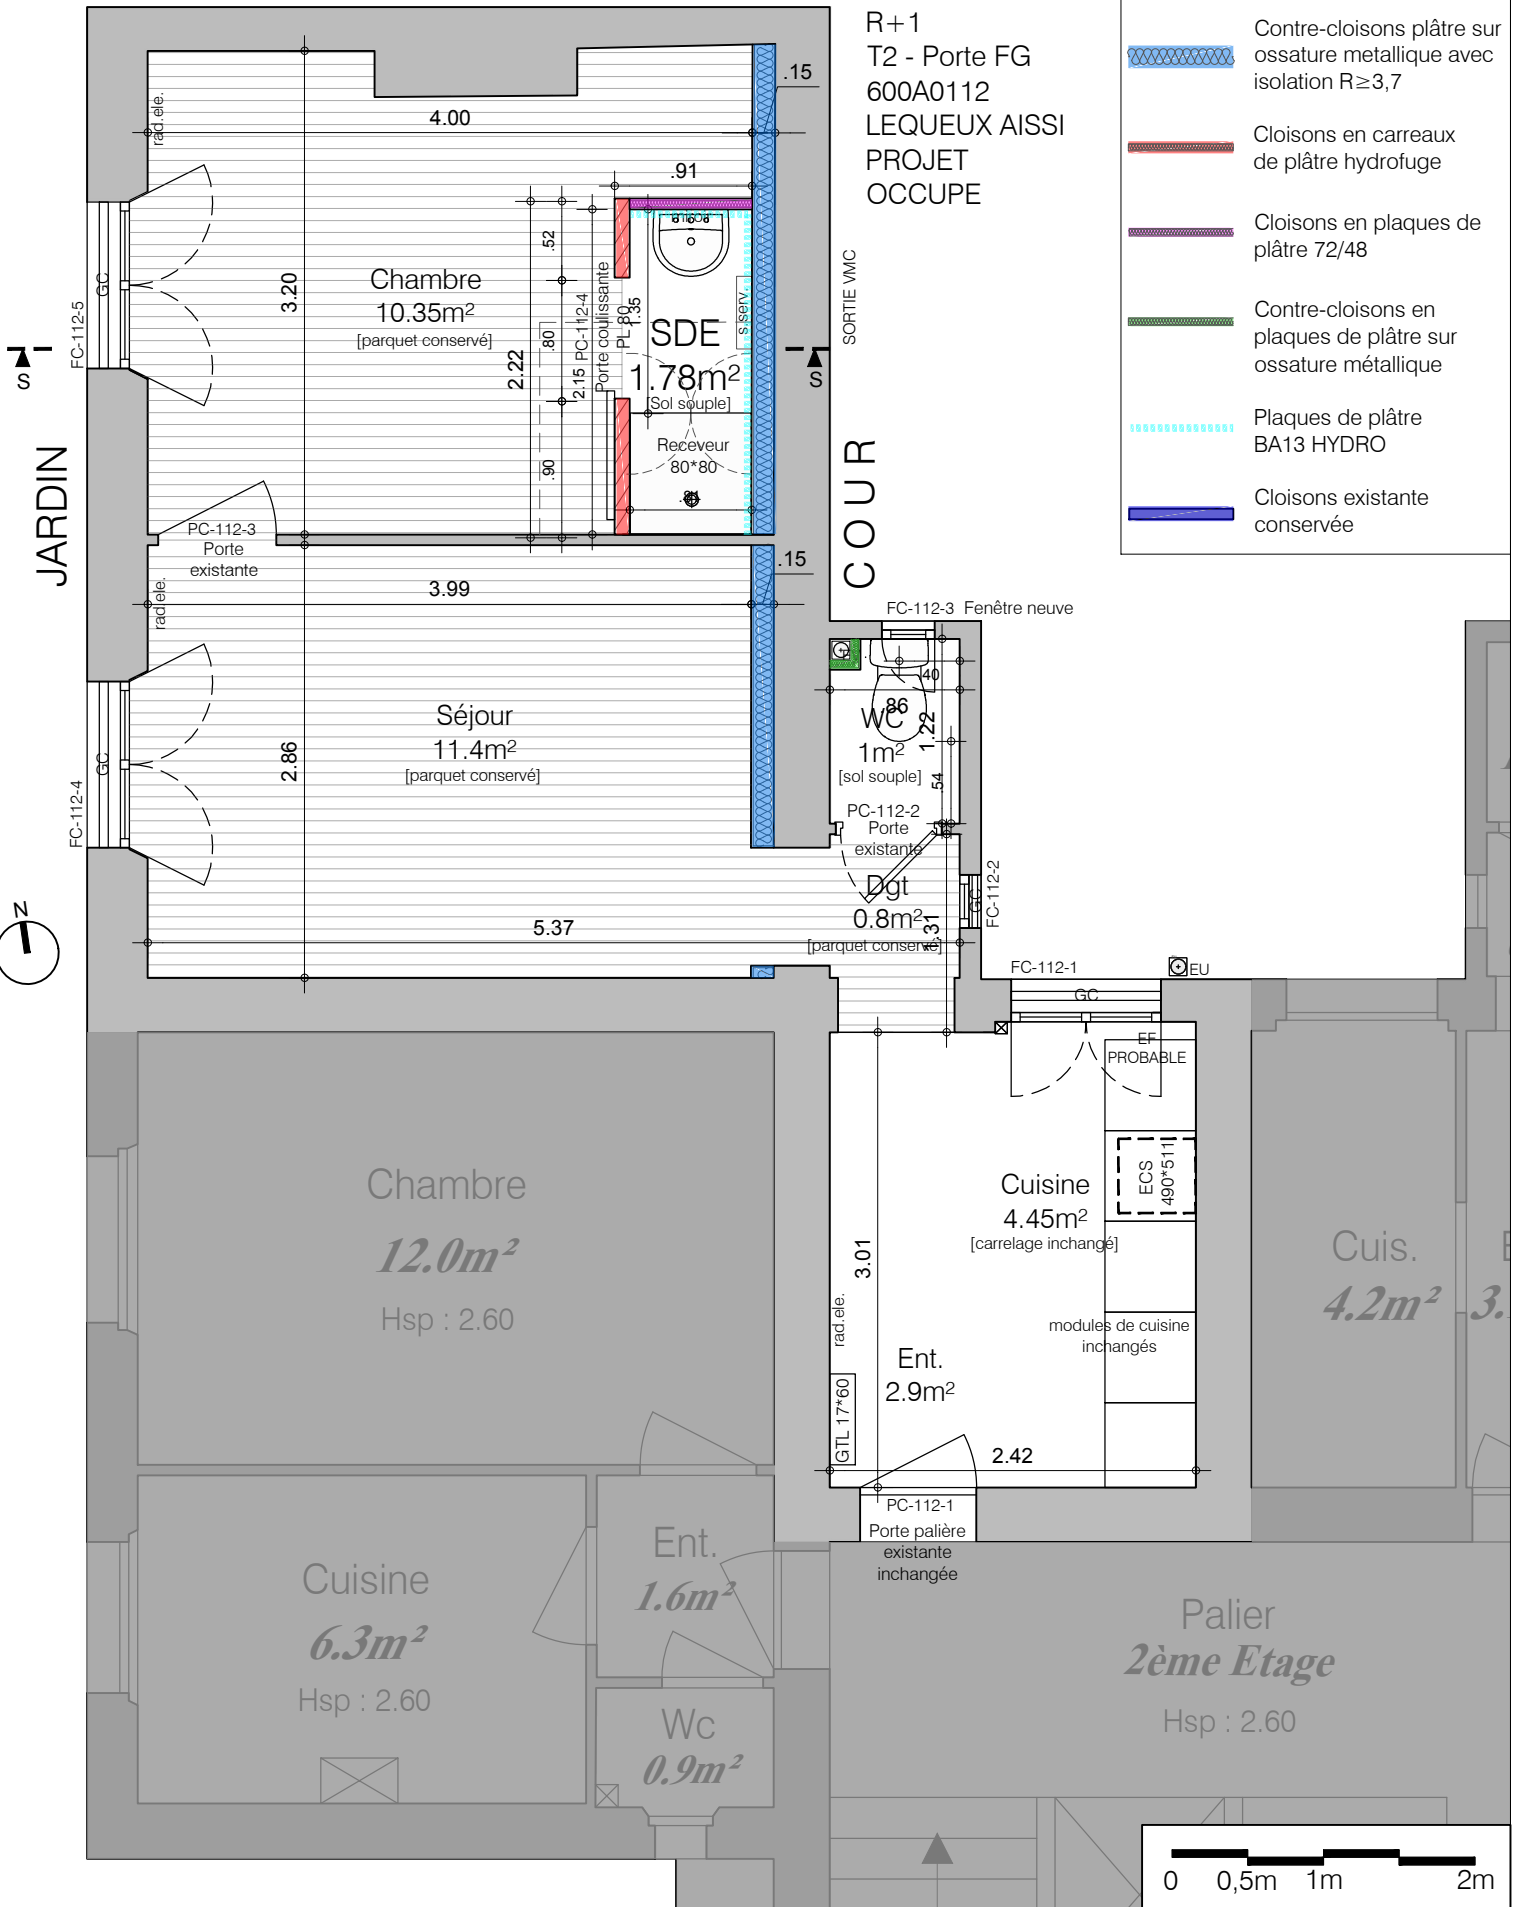 R+1
T2 - Porte FG
600A0112
LEQUEUX AISSI
PROJET
OCCUPE
Contre-cloisons plâtre sur
ossature metallique avec
isolation R≥3,7
Cloisons en carreaux
de plâtre hydrofuge
Cloisons en plaques de
plâtre 72/48
Contre-cloisons en
plaques de plâtre sur
ossature métallique
Plaques de plâtre
BA13 HYDRO
Cloisons existante
conservée
.15
rad.ele.
4.00
.91
.52
3.20
Chambre
10.35m²
[parquet conservé]
GC
FC-112-5
S
2.22
.80
2.15
PC-112-4
Porte coulissante
PL 80
1.35
SDE
1.78m²
[Sol souple]
s.serv.
SORTIE VMC
S
.90
Receveur
80*80
JARDIN
COUR
PC-112-3
Porte
existante
rad.ele.
3.99
.15
FC-112-3 Fenêtre neuve
.40
.86
WC
1m²
[sol souple]
1.22
.54
Séjour
11.4m²
[parquet conservé]
2.86
GC
FC-112-4
PC-112-2
Porte
existante
Dgt
0.8m²
[parquet conservé]
1.31
GC
FC-112-2
N
5.37
FC-112-1
GC
EU
EF
PROBABLE
ECS
490*511
Cuisine
4.45m²
[carrelage inchangé]
3.01
rad.ele.
modules de cuisine
inchangés
Ent.
2.9m²
GTL 17*60
2.42
PC-112-1
Porte palière
existante
inchangée
Chambre
12.0m²
Hsp : 2.60
Cuis.
4.2m²
3.
Cuisine
6.3m²
Hsp : 2.60
Ent.
1.6m²
Wc
0.9m²
Palier
2ème Etage
Hsp : 2.60
0 0,5m 1m 2m